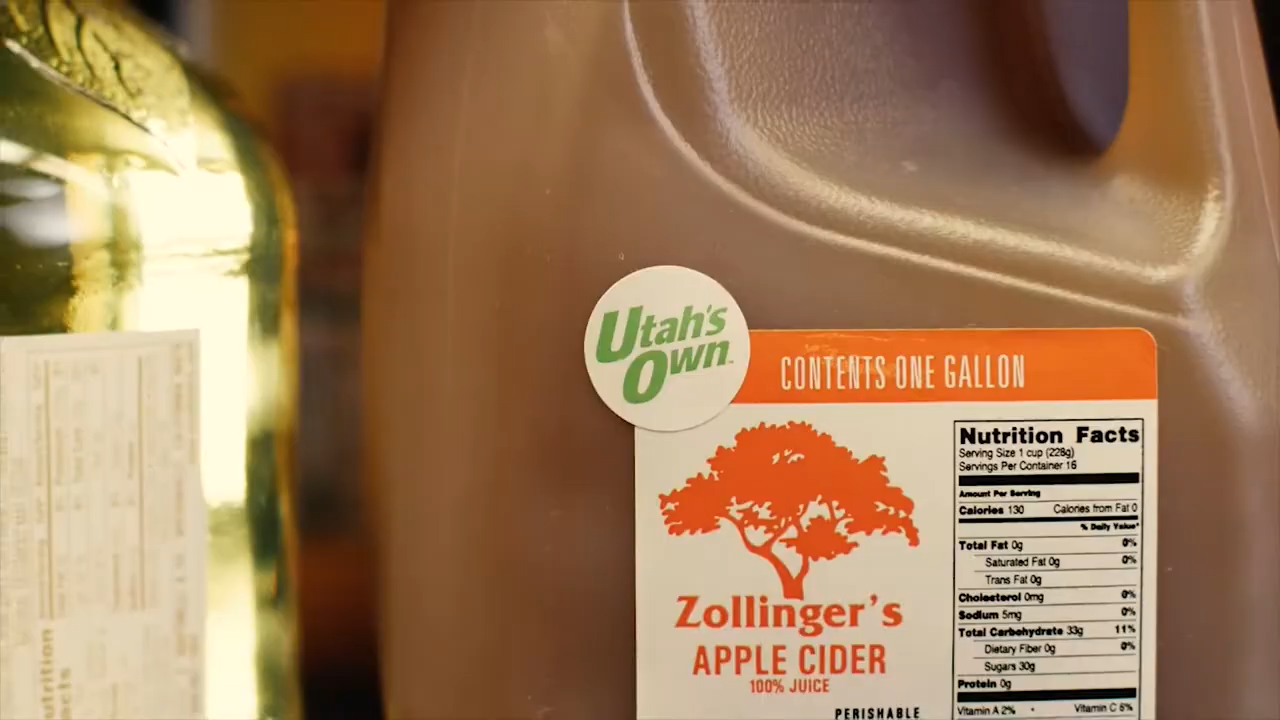 Utah's
Own™
CONTENTS ONE GALLON
Zollinger's
APPLE CIDER
100% JUICE
PERISHABLE
Nutrition Facts
Serving Size 1 cup (228g)
Servings Per Container 16
Amount Per Serving
Calories 130 Calories from Fat 0
% Daily Value*
Total Fat 0g 0%
Saturated Fat 0g 0%
Trans Fat 0g
Cholesterol 0mg 0%
Sodium 5mg 0%
Total Carbohydrate 33g 11%
Dietary Fiber 0g 0%
Sugars 30g
Protein 0g
Vitamin A 2% • Vitamin C 6%